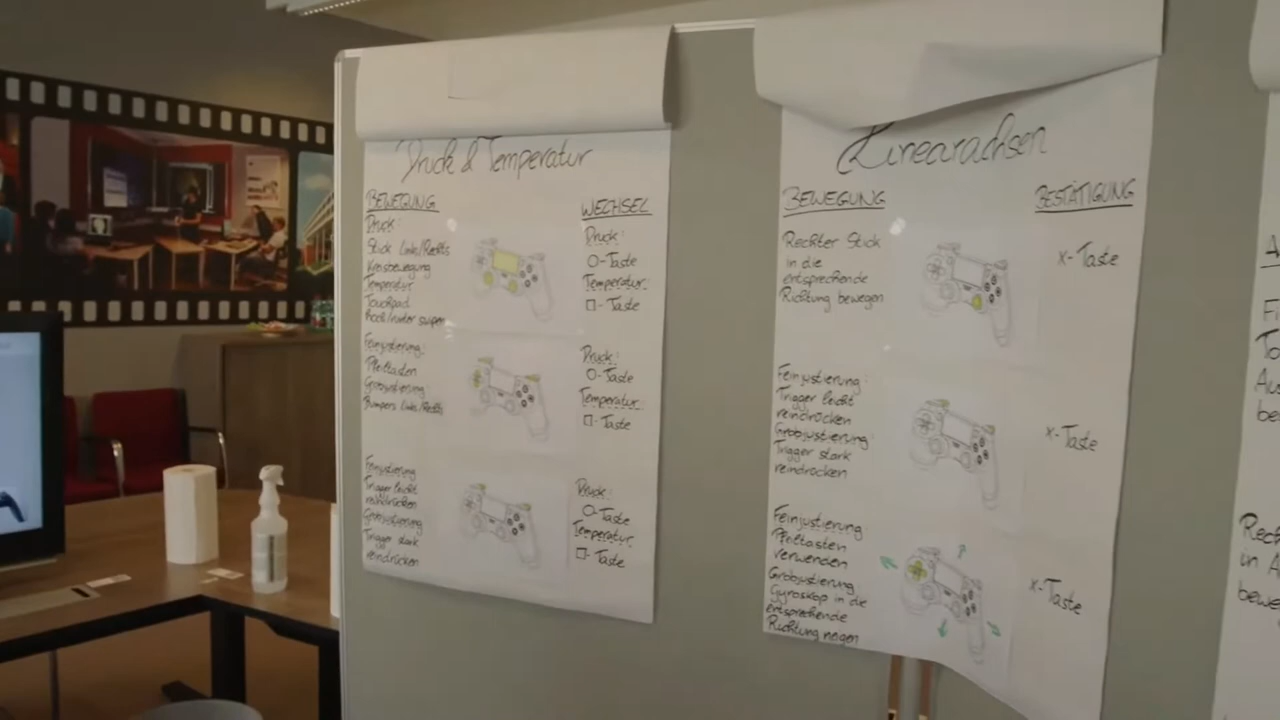 Druck & Temperatur
BEWEGUNG
Druck:
Stick links/Rechts
Kreisbewegung
Temperatur
Touchpad
hoch/runter swipen
Feinjustierung:
Pfeiltasten
Grobjustierung:
Bumpers links/Rechts
Feinjustierung
Trigger leicht
reindrücken
Grobjustierung
Trigger stark
reindrücken
WECHSEL
Druck:
O-Taste
Temperatur:
□-Taste
Druck:
O-Taste
Temperatur:
□-Taste
Druck:
O-Taste
Temperatur:
□-Taste
Linearachsen
BEWEGUNG
Rechter Stick
in die
entsprechende
Richtung bewegen
Feinjustierung:
Trigger leicht
reindrücken
Grobjustierung:
Trigger stark
reindrücken
Feinjustierung
Pfeiltasten
verwenden
Grobjustierung:
Gyroskop in die
entsprechende
Richtung neigen
BESTÄTIGUNG
x-Taste
x-Taste
x-Taste